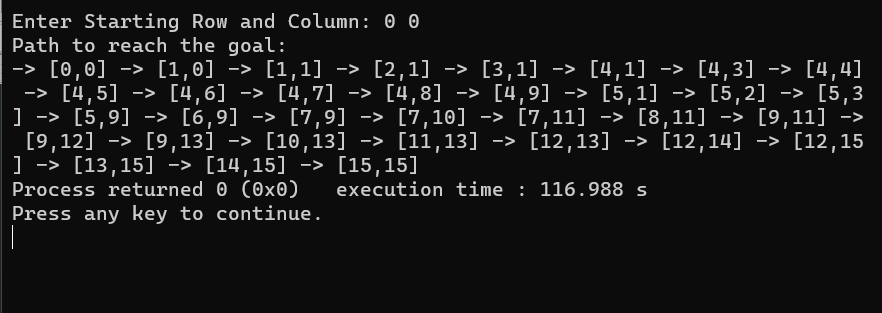 Enter Starting Row and Column: 0 0
Path to reach the goal:
-> [0,0] -> [1,0] -> [1,1] -> [2,1] -> [3,1] -> [4,1] -> [4,3] -> [4,4]
 -> [4,5] -> [4,6] -> [4,7] -> [4,8] -> [4,9] -> [5,1] -> [5,2] -> [5,3
] -> [5,9] -> [6,9] -> [7,9] -> [7,10] -> [7,11] -> [8,11] -> [9,11] ->
 [9,12] -> [9,13] -> [10,13] -> [11,13] -> [12,13] -> [12,14] -> [12,15
] -> [13,15] -> [14,15] -> [15,15]
Process returned 0 (0x0)   execution time : 116.988 s
Press any key to continue.